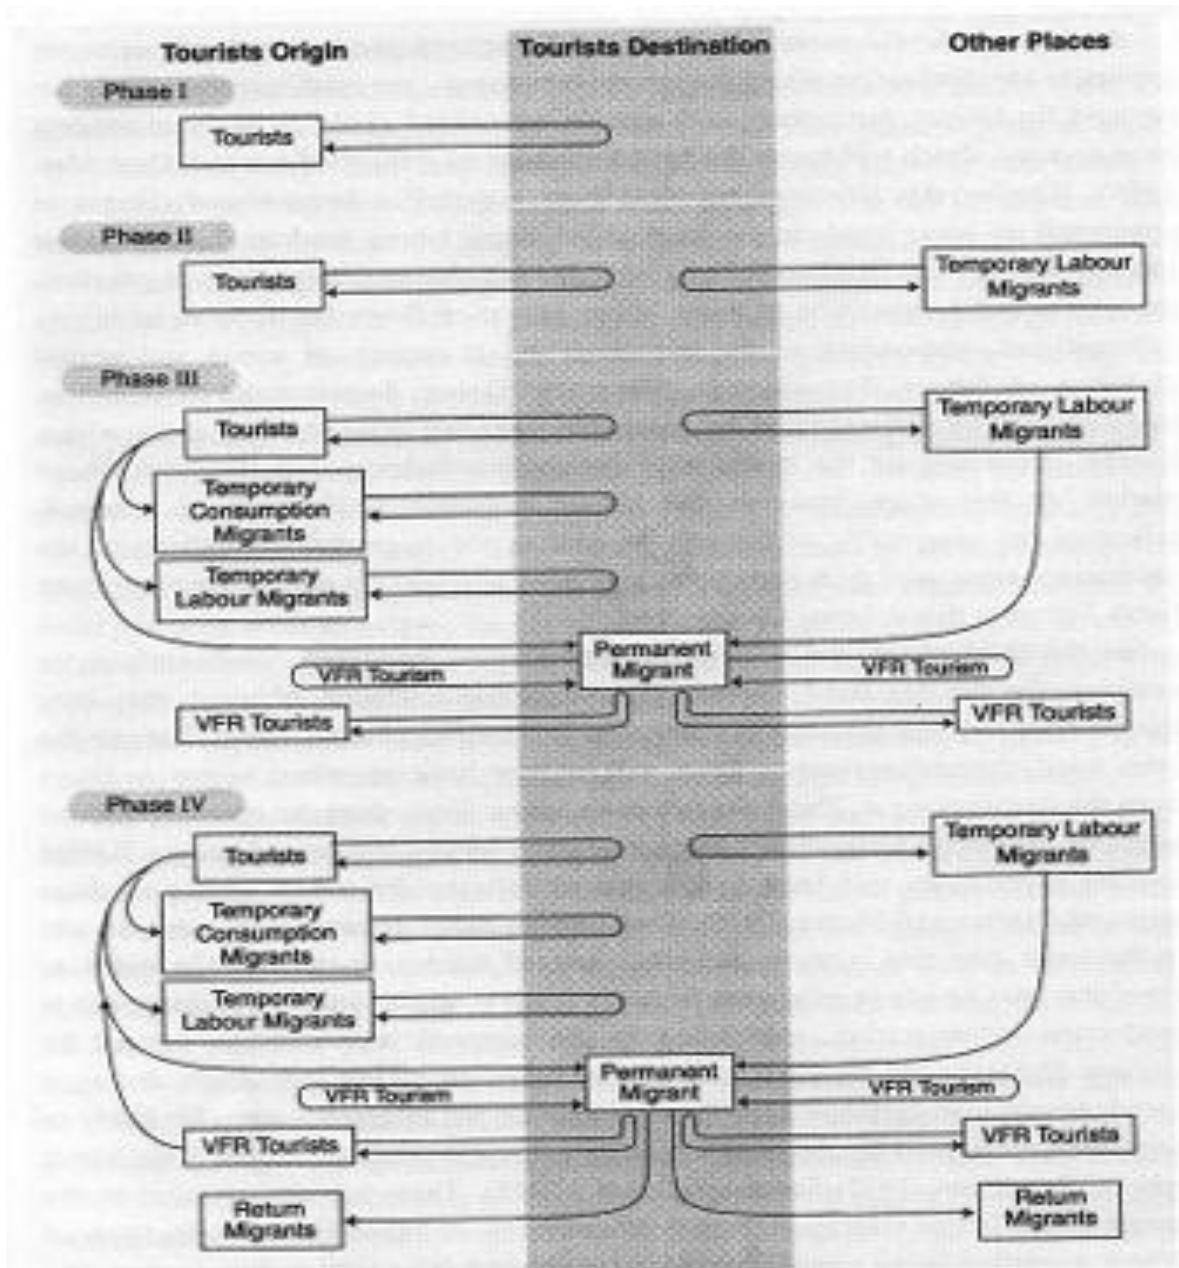 Tourists Origin
Tourists Destination
Other Places
Phase I
Tourists
Phase II
Tourists
Temporary Labour
Migrants
Phase III
Tourists
Temporary Labour
Migrants
Temporary
Consumption
Migrants
Temporary
Labour Migrants
Permanent
Migrant
VFR Tourism
VFR Tourism
VFR Tourists
VFR Tourists
Phase IV
Tourists
Temporary Labour
Migrants
Temporary
Consumption
Migrants
Temporary
Labour Migrants
Permanent
Migrant
VFR Tourism
VFR Tourism
VFR Tourists
VFR Tourists
Return
Migrants
Return
Migrants